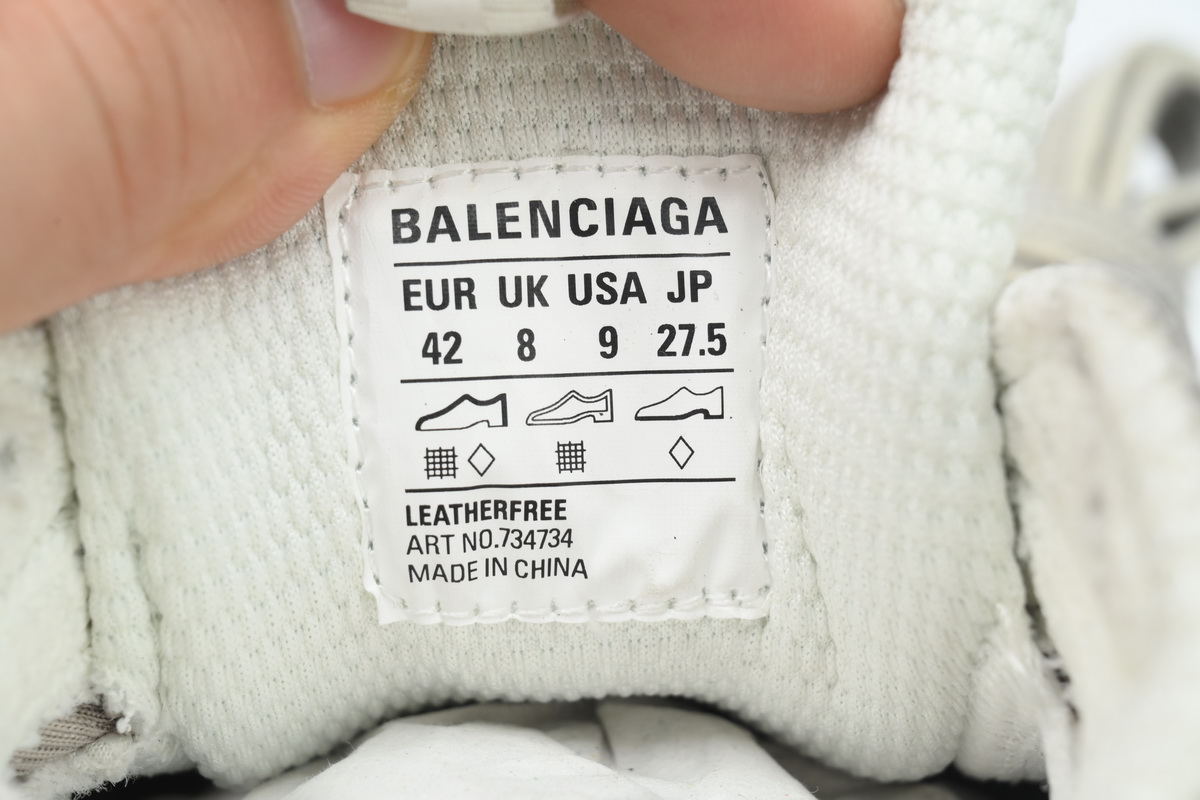 BALENCIAGA
EUR UK USA JP
42 8 9 27.5
LEATHERFREE
ART NO.734734
MADE IN CHINA